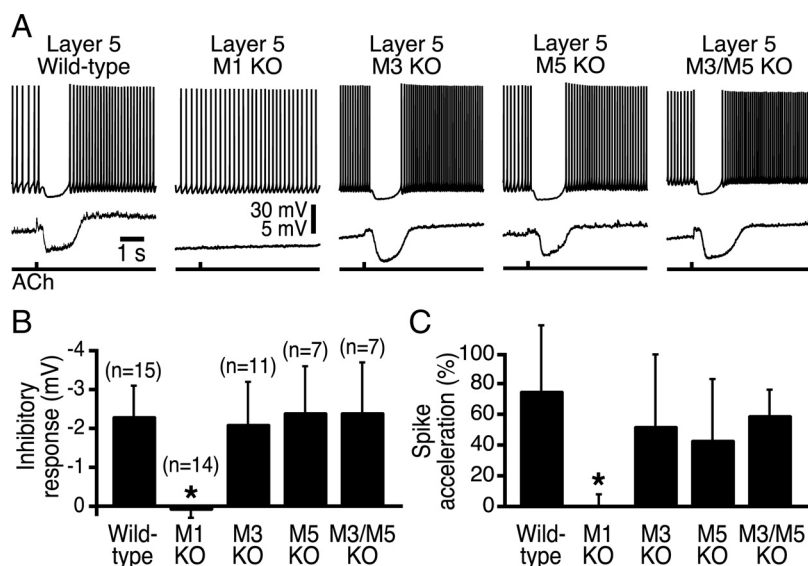 A
Layer 5
Wild-type
Layer 5
M1 KO
Layer 5
M3 KO
Layer 5
M5 KO
Layer 5
M3/M5 KO
30 mV
5 mV
1 s
ACh
B
Inhibitory
response (mV)
-4
-3
-2
-1
0
(n=15)
(n=14)
*
(n=11)
(n=7)
(n=7)
Wild-
type
M1
KO
M3
KO
M5
KO
M3/M5
KO
C
Spike
acceleration (%)
100
80
60
40
20
0
*
Wild-
type
M1
KO
M3
KO
M5
KO
M3/M5
KO